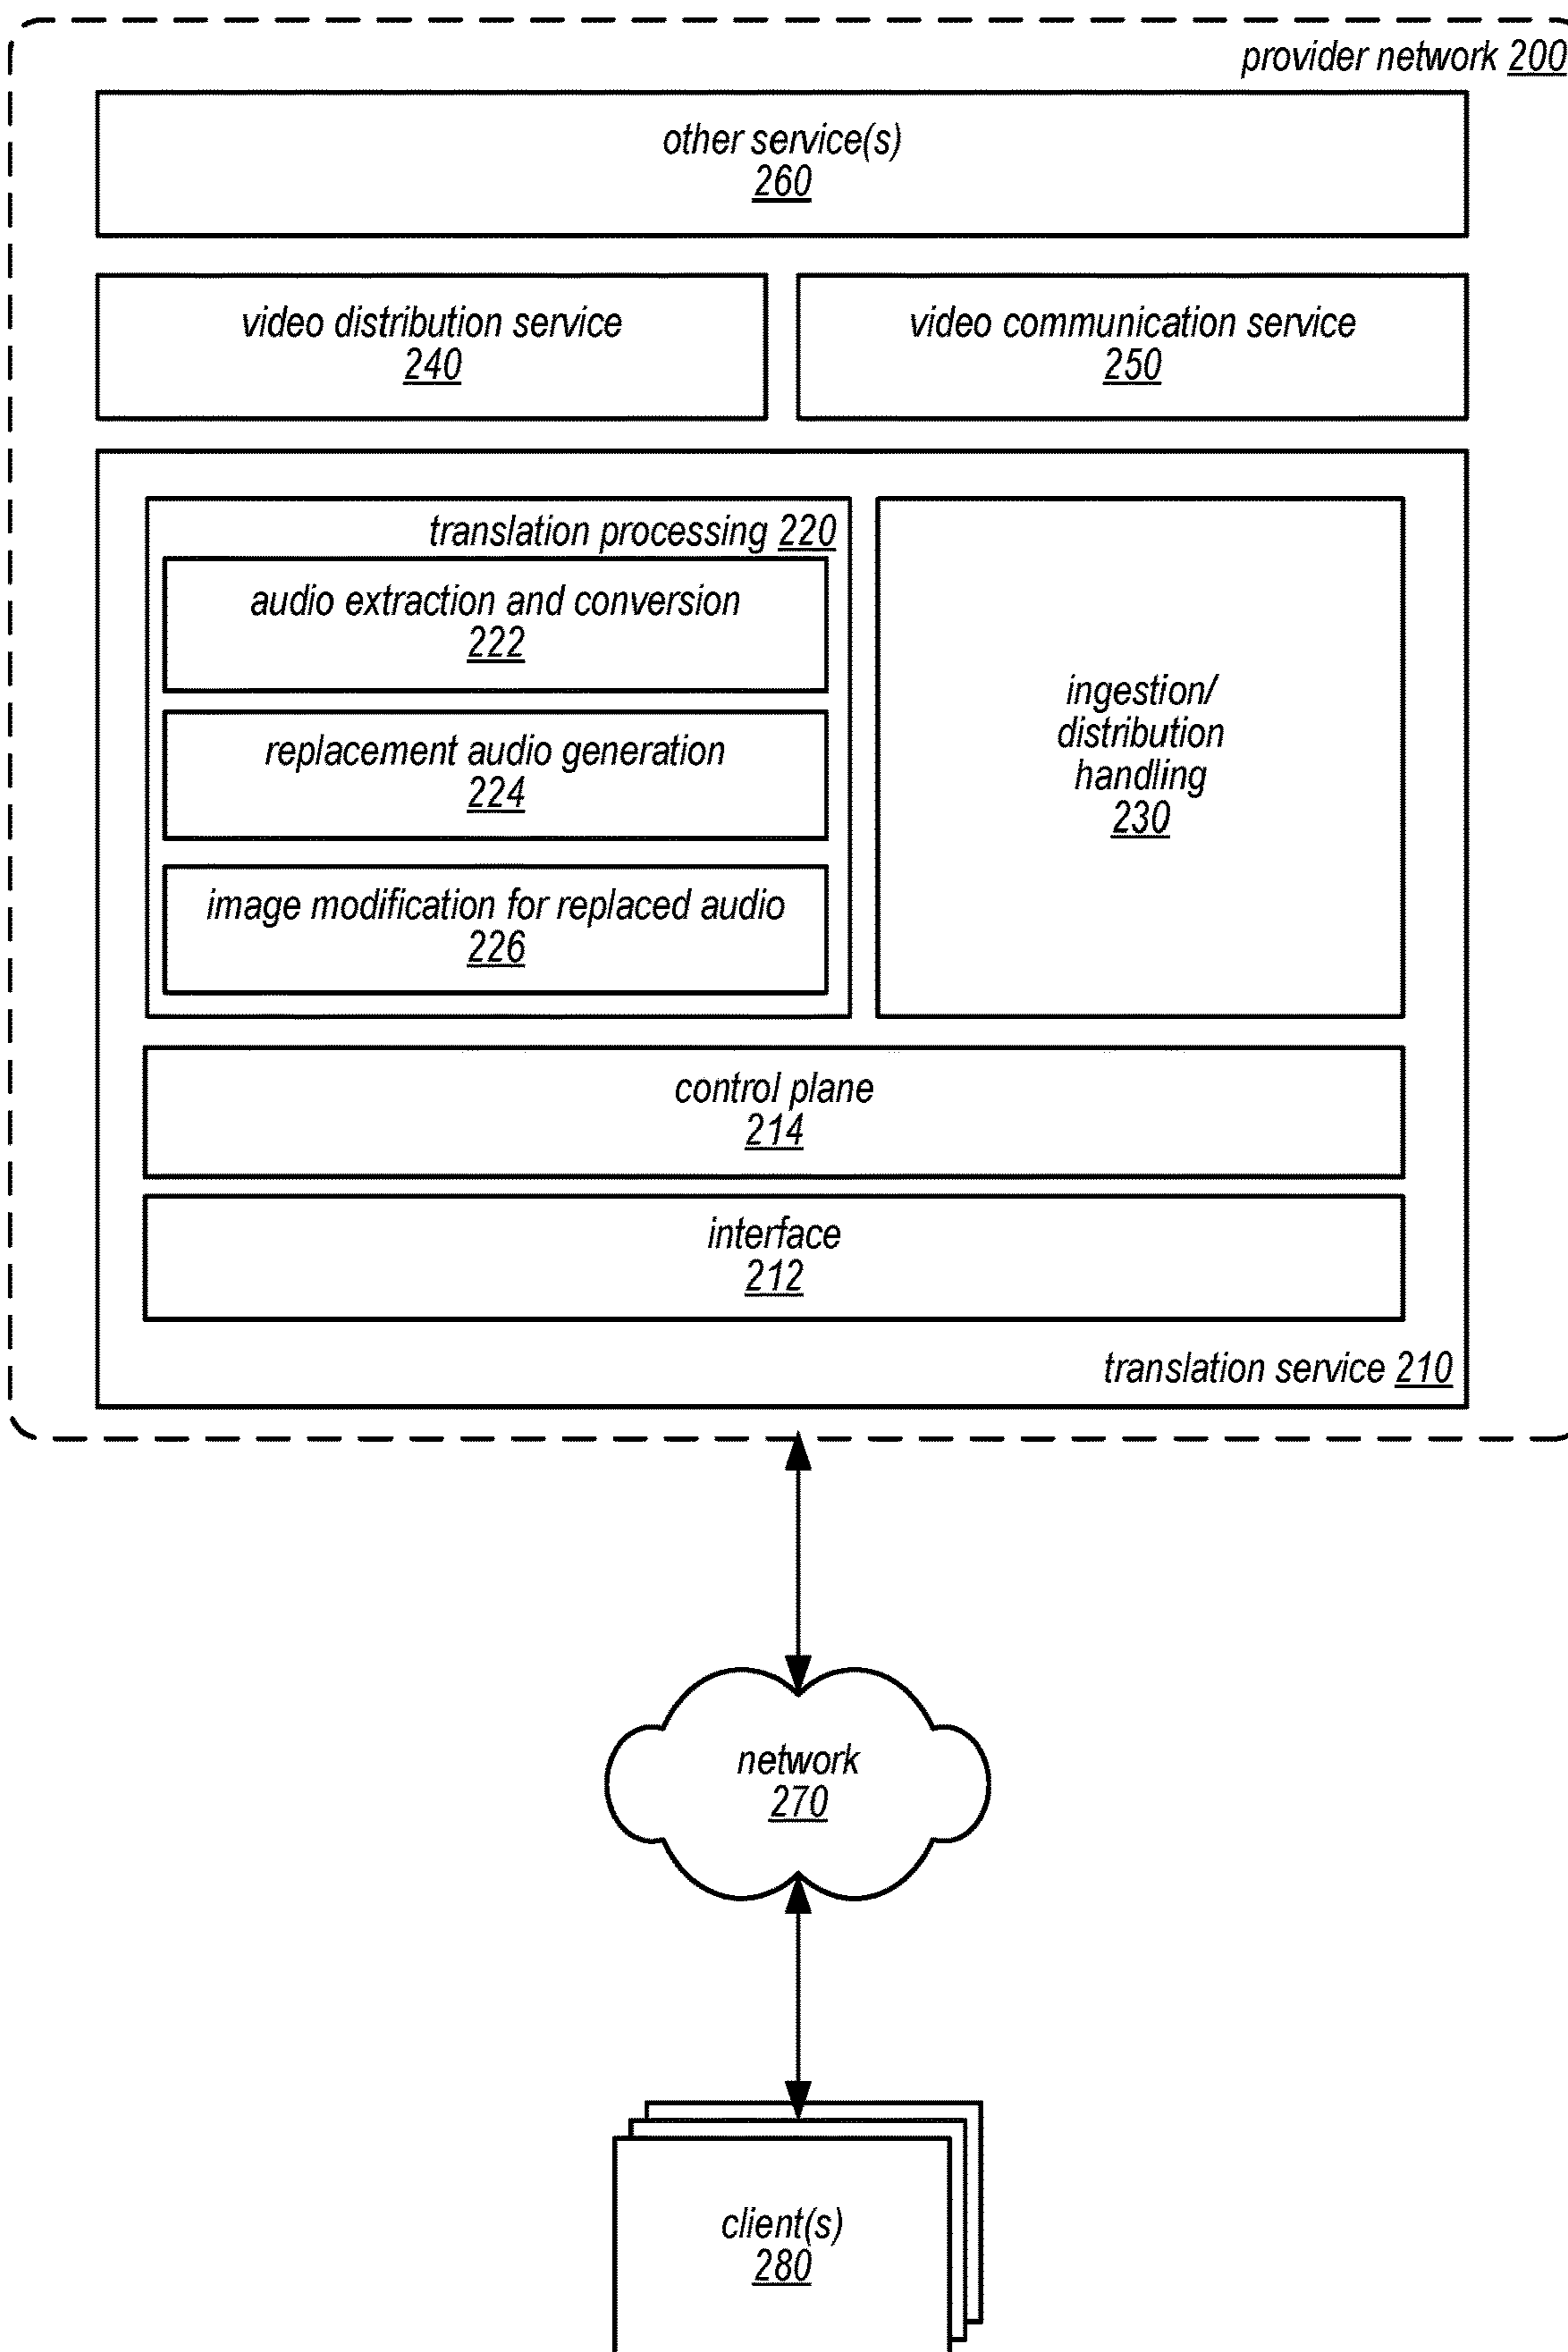 provider network 200
other service(s)
260
video distribution service
240
video communication service
250
translation processing 220
audio extraction and conversion
222
replacement audio generation
224
image modification for replaced audio
226
ingestion/
distribution
handling
230
control plane
214
interface
212
translation service 210
network
270
client(s)
280